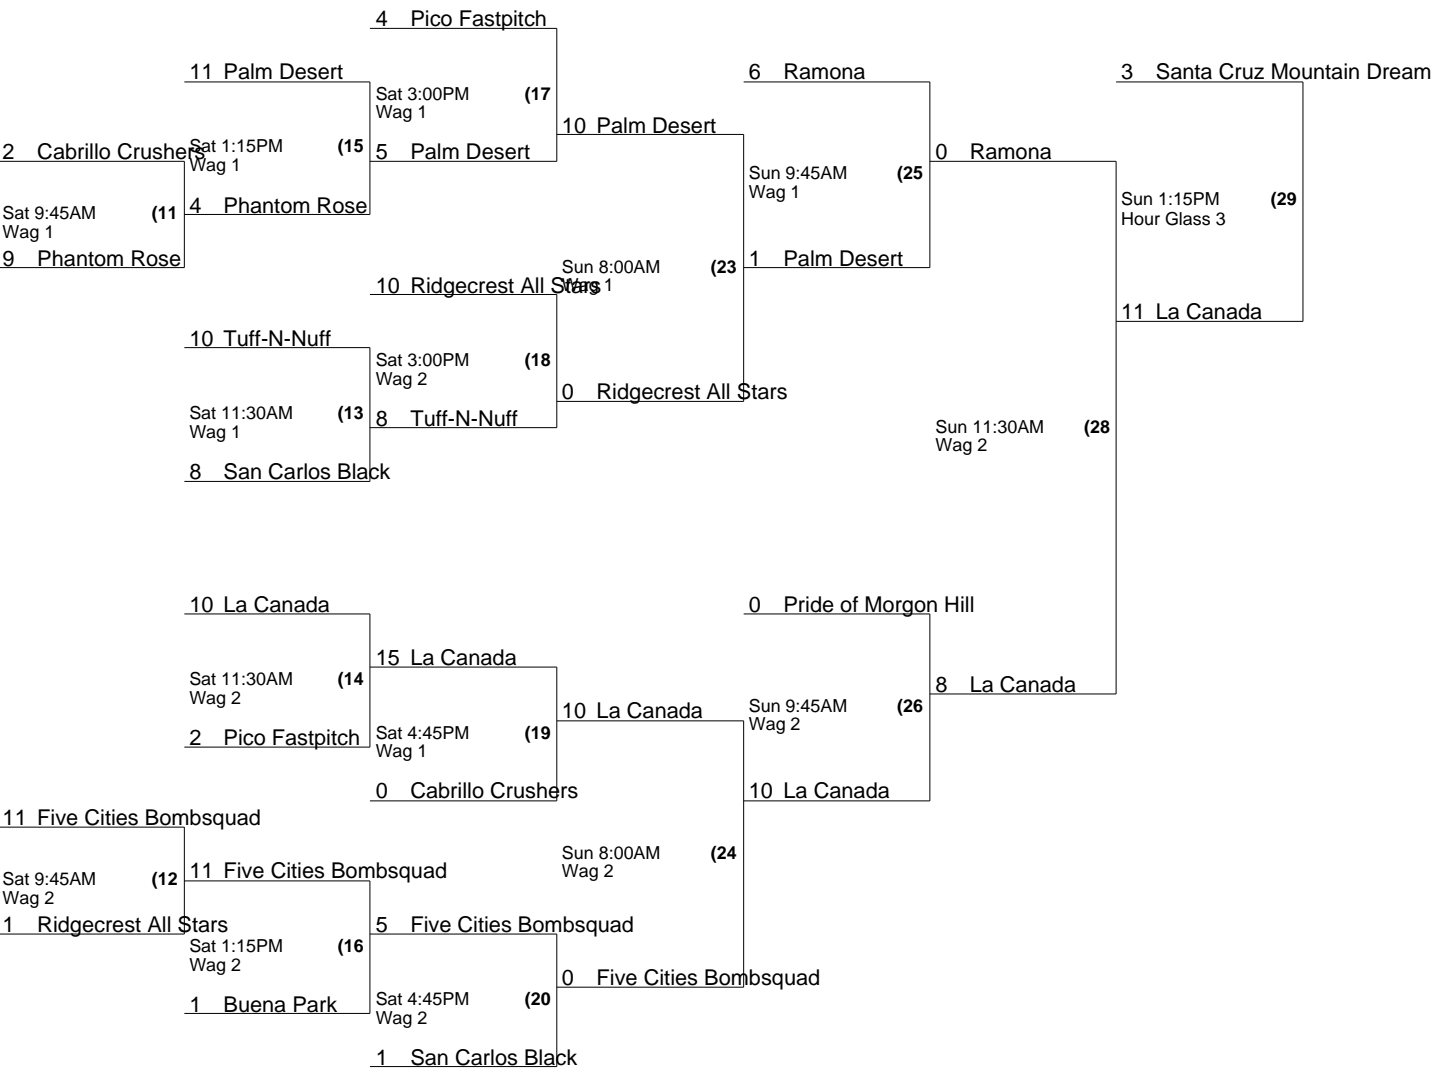 4 Pico Fastpitch
11 Palm Desert
6 Ramona
3 Santa Cruz Mountain Dream
Sat 3:00PM (17
Wag 1
10 Palm Desert
2 Cabrillo Crushers
Sat 1:15PM (15
Wag 1
5 Palm Desert
0 Ramona
Sun 9:45AM (25
Wag 1
Sat 9:45AM (11
Wag 1
4 Phantom Rose
Sun 1:15PM (29
Hour Glass 3
9 Phantom Rose
1 Palm Desert
Sun 8:00AM (23
Wag 1
10 Ridgecrest All Stars
11 La Canada
10 Tuff-N-Nuff
Sat 3:00PM (18
Wag 2
0 Ridgecrest All Stars
Sat 11:30AM (13
Wag 1
8 Tuff-N-Nuff
Sun 11:30AM (28
Wag 2
8 San Carlos Black
10 La Canada
0 Pride of Morgon Hill
15 La Canada
Sat 11:30AM (14
Wag 2
8 La Canada
10 La Canada
Sun 9:45AM (26
Wag 2
2 Pico Fastpitch
Sat 4:45PM (19
Wag 1
0 Cabrillo Crushers
10 La Canada
11 Five Cities Bombsquad
Sun 8:00AM (24
Wag 2
Sat 9:45AM (12
Wag 2
11 Five Cities Bombsquad
1 Ridgecrest All Stars
5 Five Cities Bombsquad
Sat 1:15PM (16
Wag 2
0 Five Cities Bombsquad
1 Buena Park
Sat 4:45PM (20
Wag 2
1 San Carlos Black